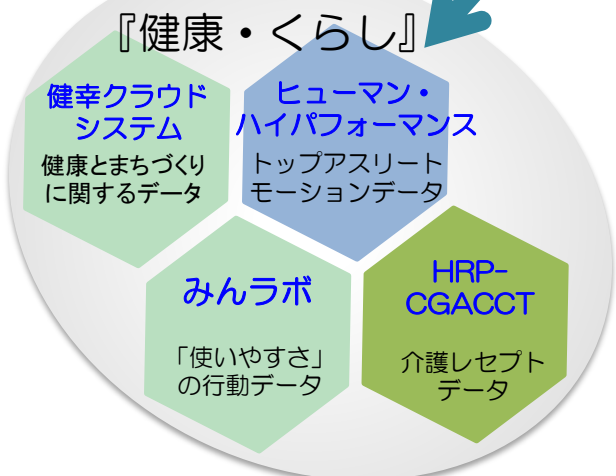 『健康・くらし』
健幸クラウド
システム
健康とまちづくり
に関するデータ
ヒューマン・
ハイパフォーマンス
トップアスリート
モーションデータ
みんラボ
「使いやすさ」
の行動データ
HRP-
CGACCT
介護レセプト
データ